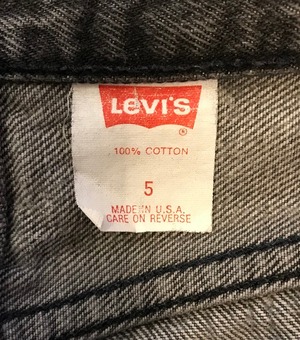 LEVI'S
®
100% COTTON
5
MADE IN U.S.A.
CARE ON REVERSE